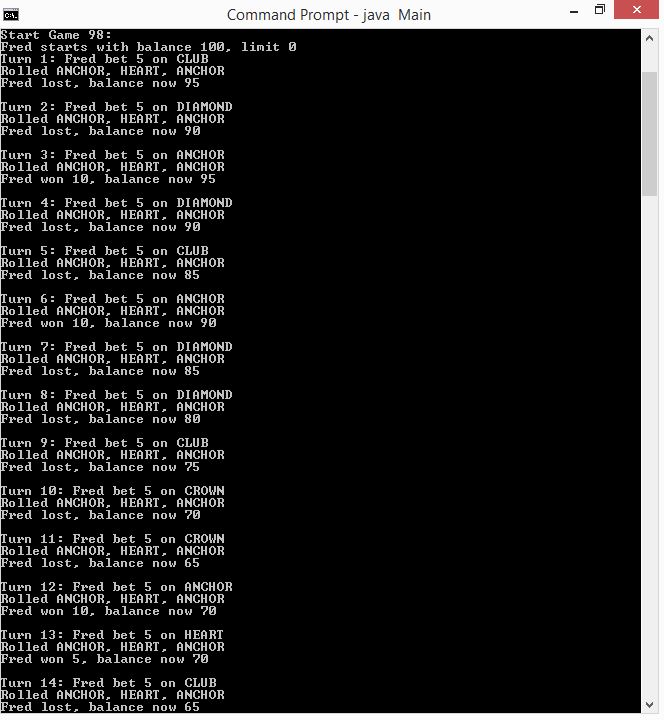 Command Prompt - java Main
Start Game 98:
Fred starts with balance 100, limit 0
Turn 1: Fred bet 5 on CLUB
Rolled ANCHOR, HEART, ANCHOR
Fred lost, balance now 95
Turn 2: Fred bet 5 on DIAMOND
Rolled ANCHOR, HEART, ANCHOR
Fred lost, balance now 90
Turn 3: Fred bet 5 on ANCHOR
Rolled ANCHOR, HEART, ANCHOR
Fred won 10, balance now 95
Turn 4: Fred bet 5 on DIAMOND
Rolled ANCHOR, HEART, ANCHOR
Fred lost, balance now 90
Turn 5: Fred bet 5 on CLUB
Rolled ANCHOR, HEART, ANCHOR
Fred lost, balance now 85
Turn 6: Fred bet 5 on ANCHOR
Rolled ANCHOR, HEART, ANCHOR
Fred won 10, balance now 90
Turn 7: Fred bet 5 on DIAMOND
Rolled ANCHOR, HEART, ANCHOR
Fred lost, balance now 85
Turn 8: Fred bet 5 on DIAMOND
Rolled ANCHOR, HEART, ANCHOR
Fred lost, balance now 80
Turn 9: Fred bet 5 on CLUB
Rolled ANCHOR, HEART, ANCHOR
Fred lost, balance now 75
Turn 10: Fred bet 5 on CROWN
Rolled ANCHOR, HEART, ANCHOR
Fred lost, balance now 70
Turn 11: Fred bet 5 on CROWN
Rolled ANCHOR, HEART, ANCHOR
Fred lost, balance now 65
Turn 12: Fred bet 5 on ANCHOR
Rolled ANCHOR, HEART, ANCHOR
Fred won 10, balance now 70
Turn 13: Fred bet 5 on HEART
Rolled ANCHOR, HEART, ANCHOR
Fred won 5, balance now 70
Turn 14: Fred bet 5 on CLUB
Rolled ANCHOR, HEART, ANCHOR
Fred lost, balance now 65